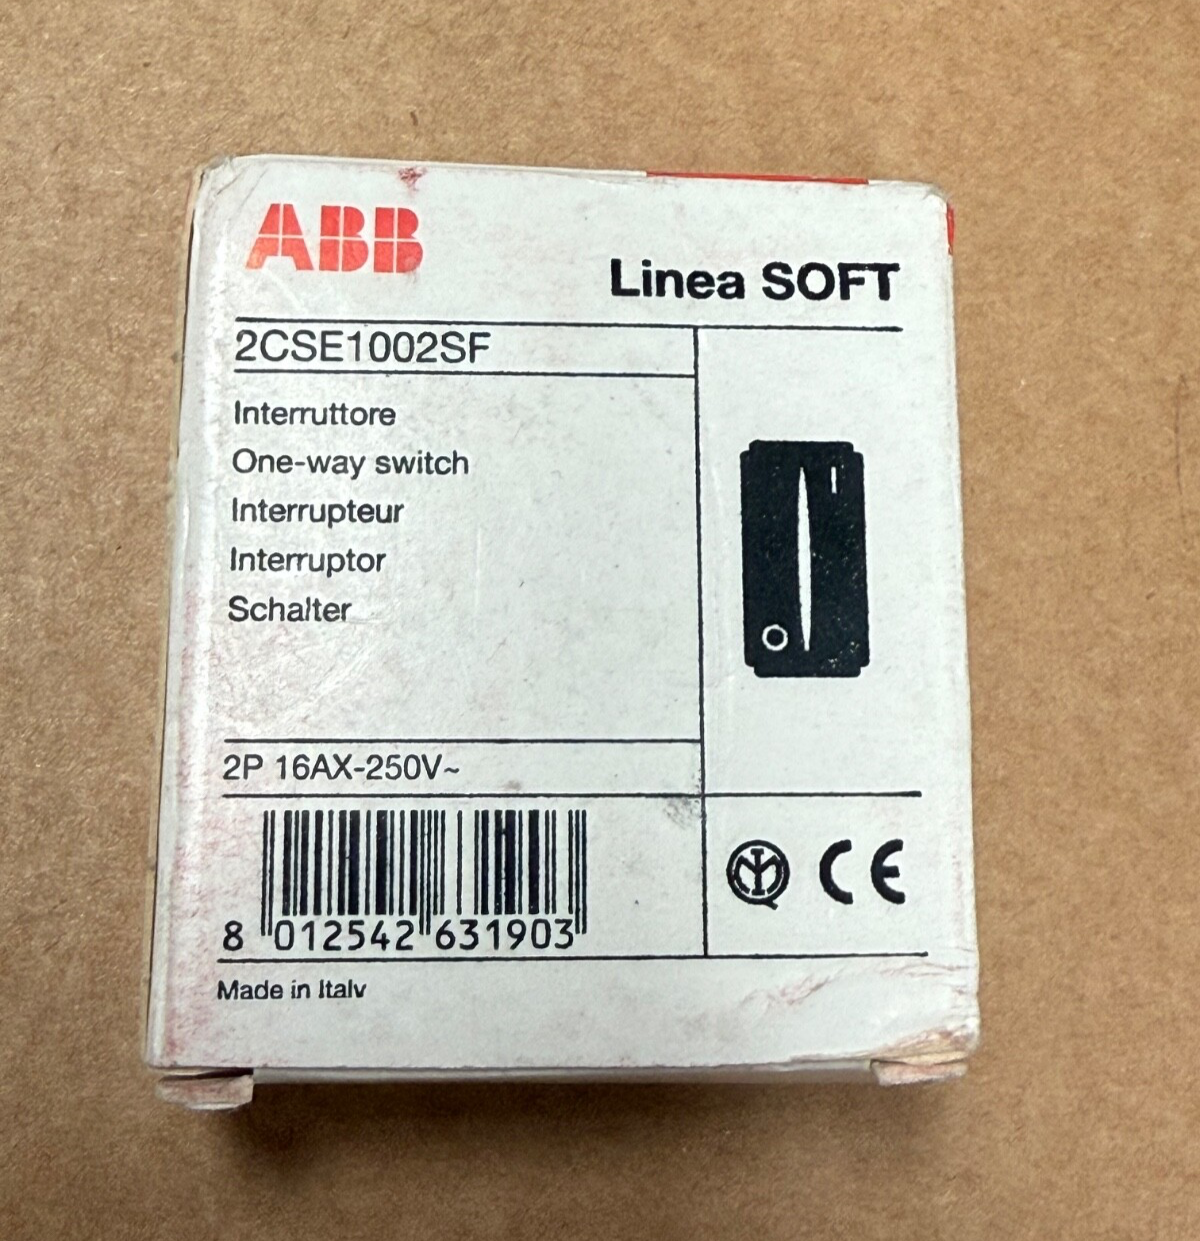 ABB
Linea SOFT
2CSE1002SF
Interruttore
One-way switch
Interrupteur
Interruptor
Schalter
2P 16AX-250V~
8 012542 631903
Made in Italy
CE